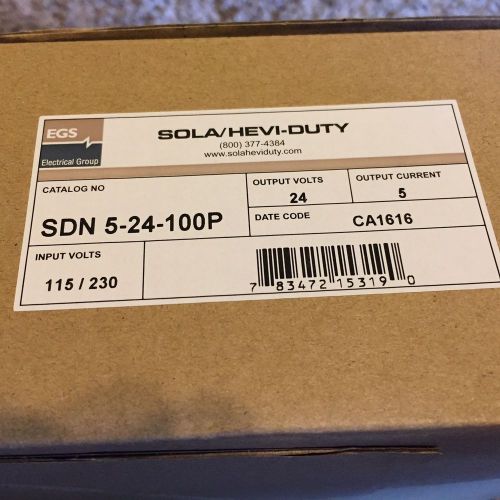 EGS
Electrical Group
SOLA/HEVI-DUTY
(800) 377-4384
www.solaheviduty.com
CATALOG NO
SDN 5-24-100P
OUTPUT VOLTS
24
OUTPUT CURRENT
5
DATE CODE
CA1616
INPUT VOLTS
115 / 230
7 83472 15319 0